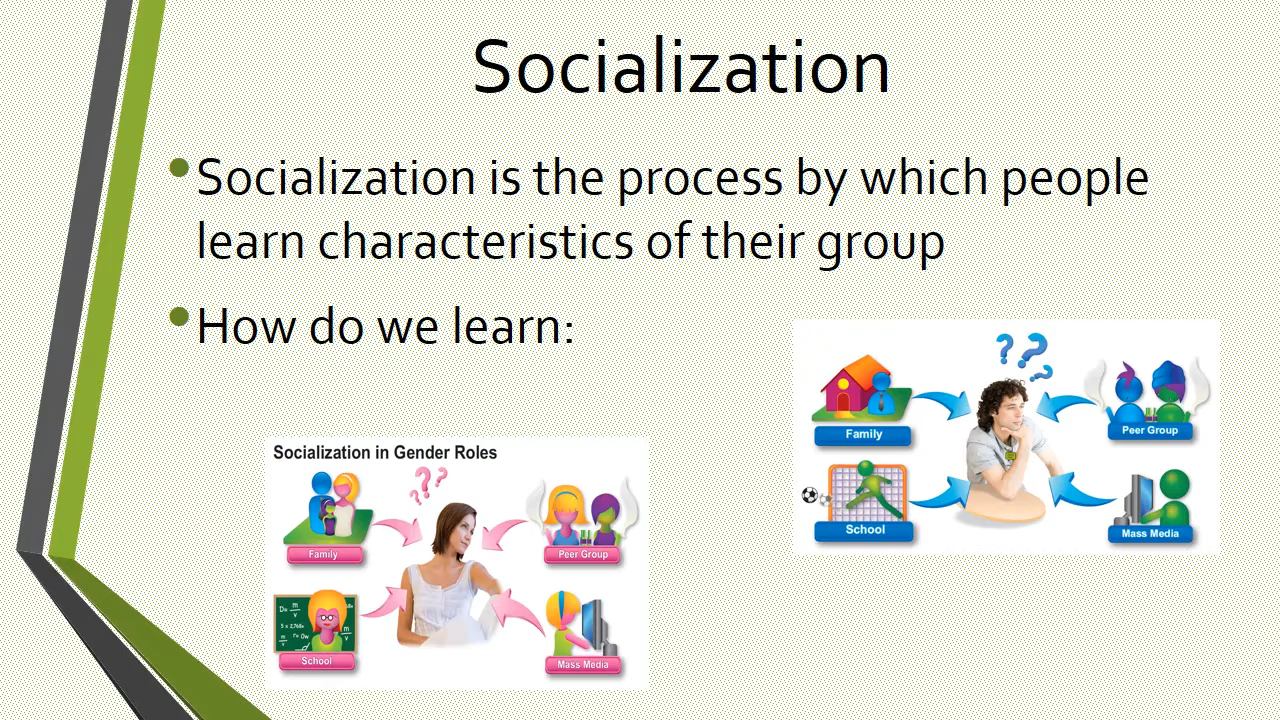 Socialization
• Socialization is the process by which people
learn characteristics of their group
• How do we learn:
Socialization in Gender Roles
Family
Peer Group
School
Mass Media
Family
Peer Group
School
Mass Media